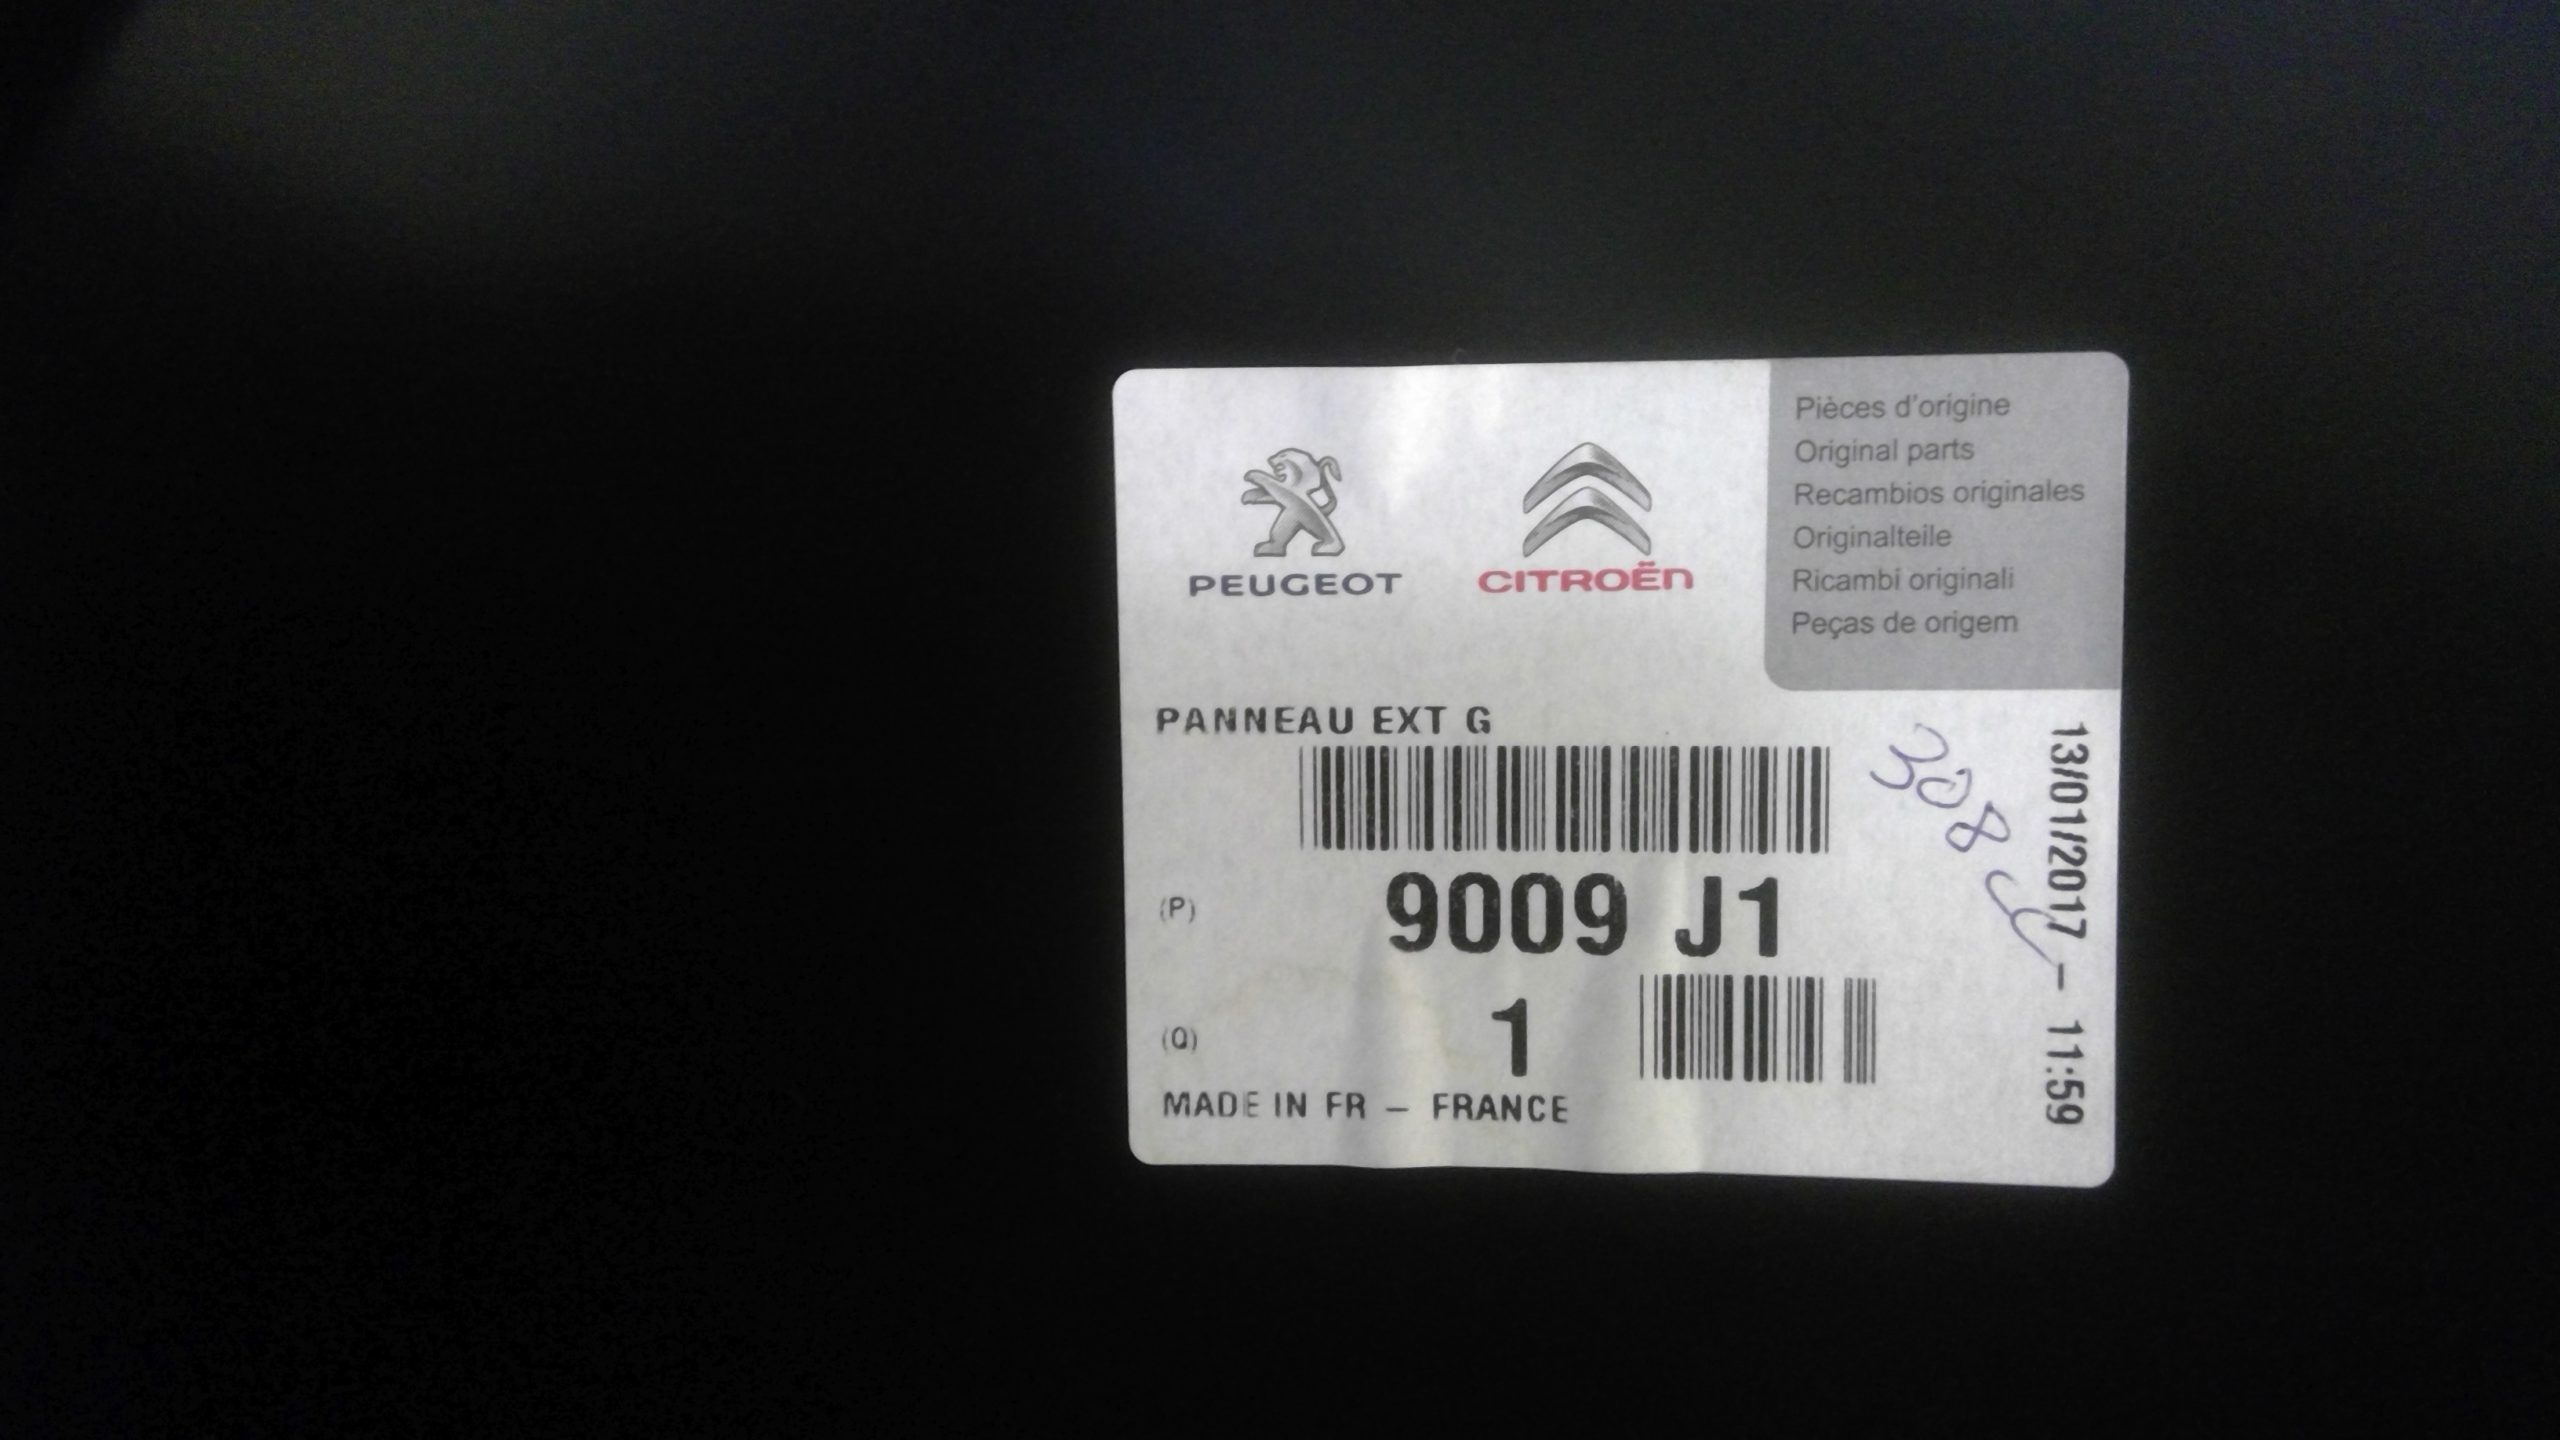 PEUGEOT
CITROËN
Pièces d'origine
Original parts
Recambios originales
Originalteile
Ricambi originali
Peças de origem
PANNEAU EXT G
308
(P) 9009 J1
(Q) 1
MADE IN FR – FRANCE
13/01/2017 – 11:59